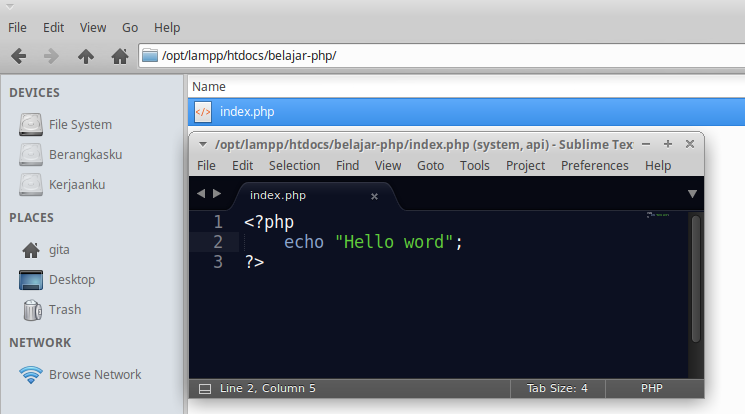 File Edit View Go Help
/opt/lampp/htdocs/belajar-php/
DEVICES
File System
Berangkasku
Kerjaanku
PLACES
gita
Desktop
Trash
NETWORK
Browse Network
Name
index.php
/opt/lampp/htdocs/belajar-php/index.php (system, api) - Sublime Tex
File Edit Selection Find View Goto Tools Project Preferences Help
index.php
1 <?php
2 echo "Hello word";
3 ?>
Line 2, Column 5 Tab Size: 4 PHP